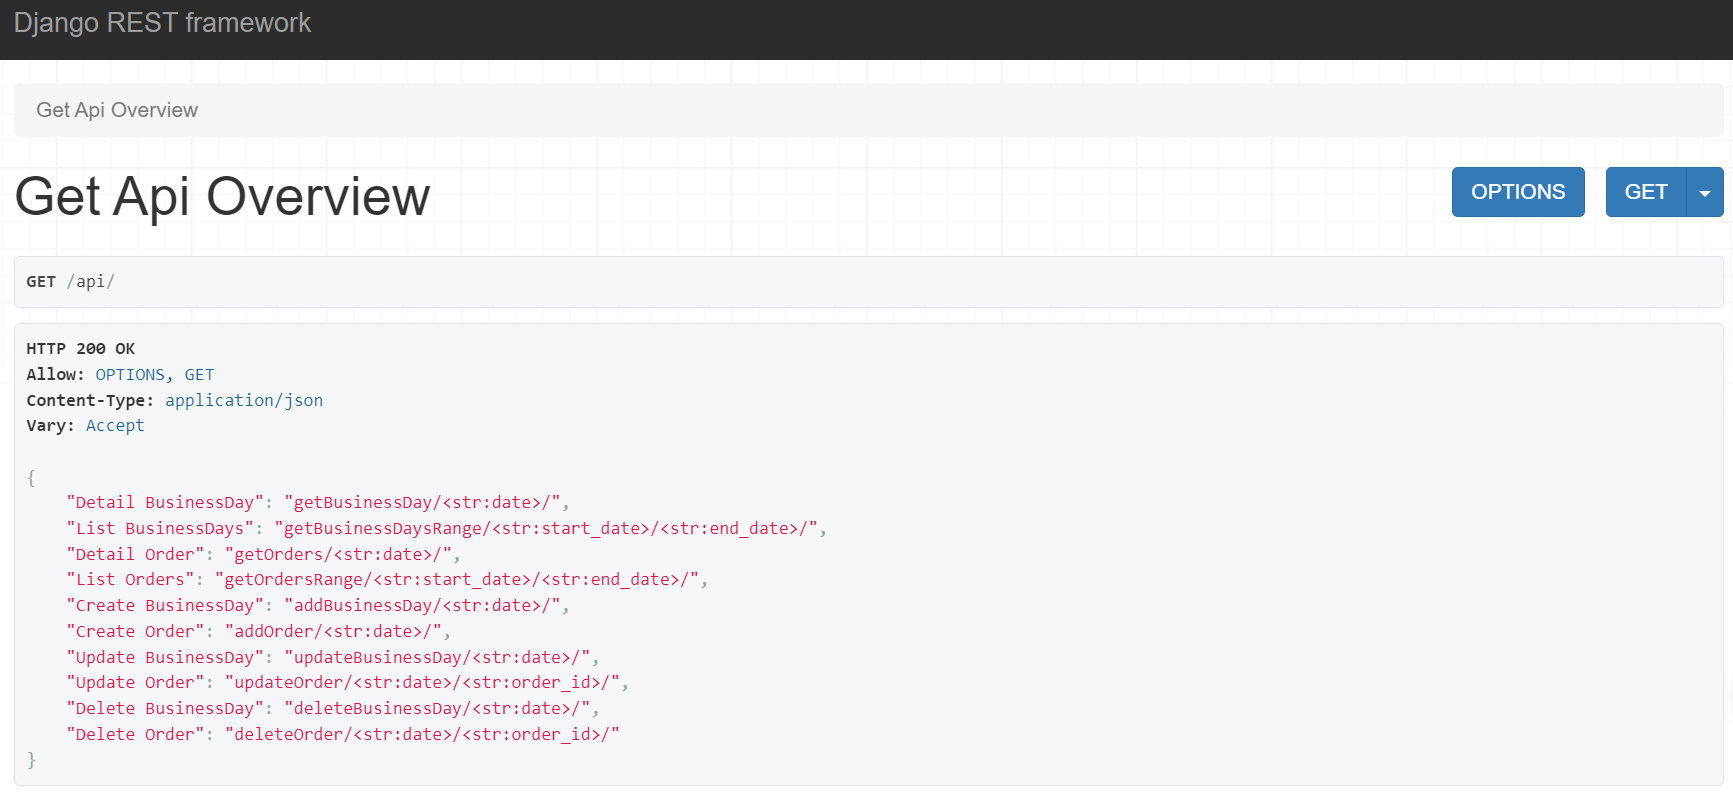 Django REST framework
Get Api Overview
Get Api Overview
OPTIONS GET
GET /api/
HTTP 200 OK
Allow: OPTIONS, GET
Content-Type: application/json
Vary: Accept
{
    "Detail BusinessDay": "getBusinessDay/<str:date>/",
    "List BusinessDays": "getBusinessDaysRange/<str:start_date>/<str:end_date>/",
    "Detail Order": "getOrders/<str:date>/",
    "List Orders": "getOrdersRange/<str:start_date>/<str:end_date>/",
    "Create BusinessDay": "addBusinessDay/<str:date>/",
    "Create Order": "addOrder/<str:date>/",
    "Update BusinessDay": "updateBusinessDay/<str:date>/",
    "Update Order": "updateOrder/<str:date>/<str:order_id>/",
    "Delete BusinessDay": "deleteBusinessDay/<str:date>/",
    "Delete Order": "deleteOrder/<str:date>/<str:order_id>/"
}